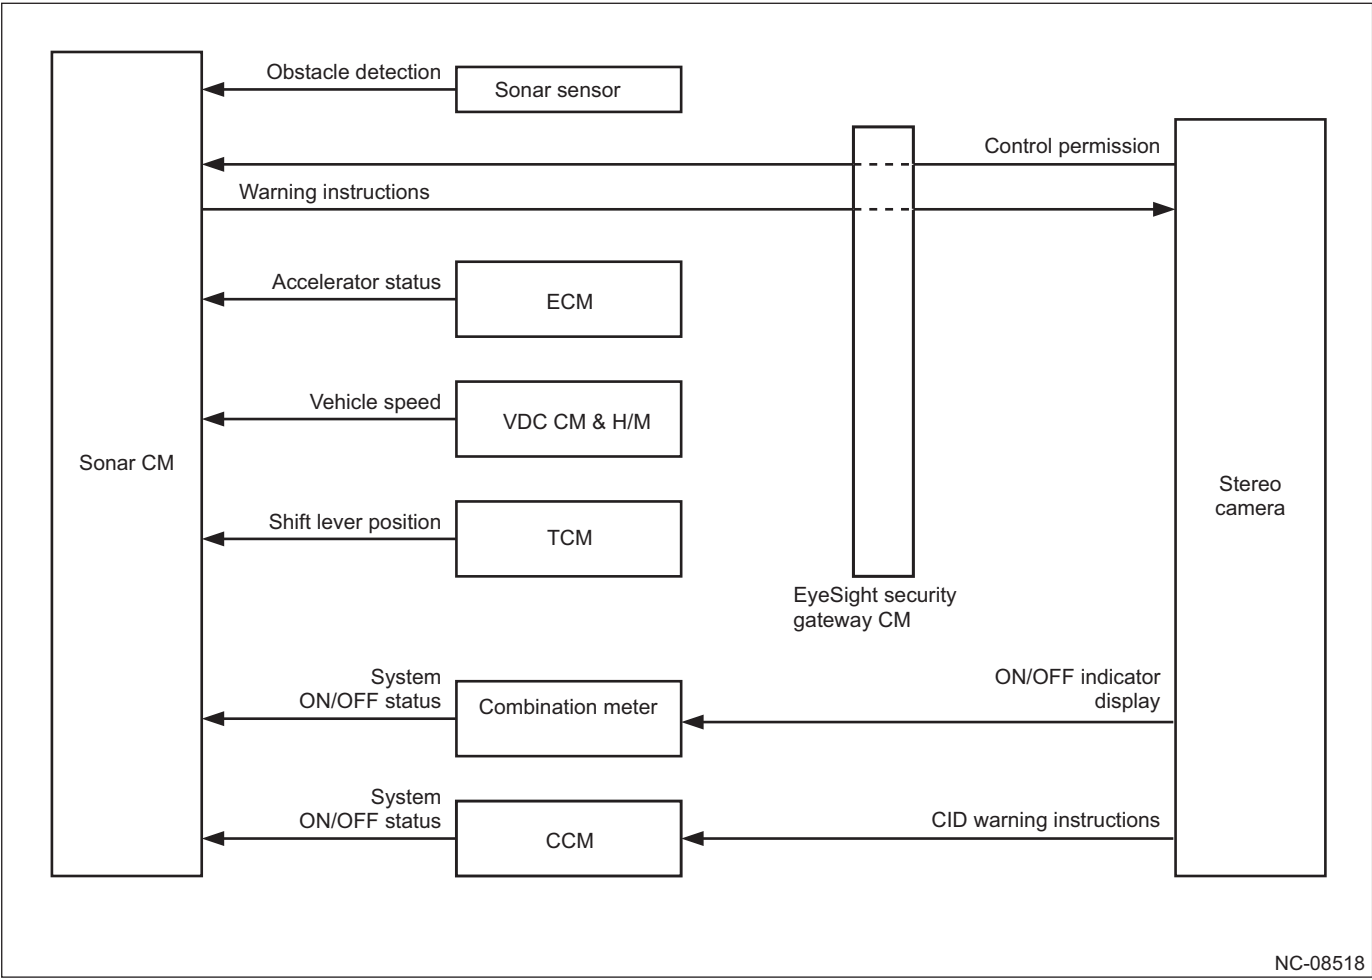 Obstacle detection
Sonar sensor
Control permission
Warning instructions
Accelerator status
ECM
Vehicle speed
VDC CM & H/M
Sonar CM
Stereo
camera
Shift lever position
TCM
EyeSight security
gateway CM
System
ON/OFF status
Combination meter
ON/OFF indicator
display
System
ON/OFF status
CCM
CID warning instructions
NC-08518